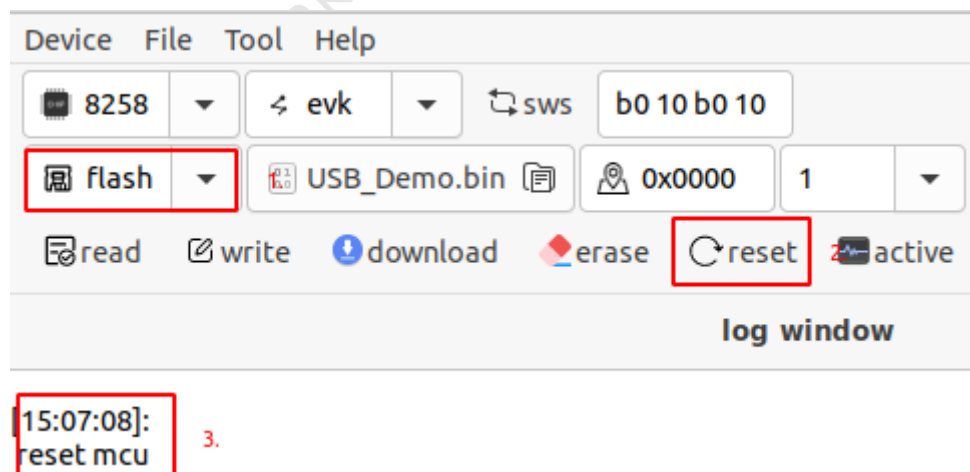 Device File Tool Help
8258 evk sws b0 10 b0 10
flash 1. USB_Demo.bin 0x0000 1
read write download erase reset 2. active
log window
[15:07:08]:
reset mcu
3.